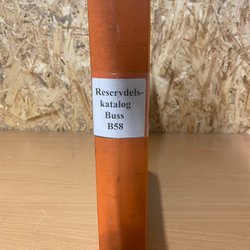 Reservdels-
katalog
Buss
B58